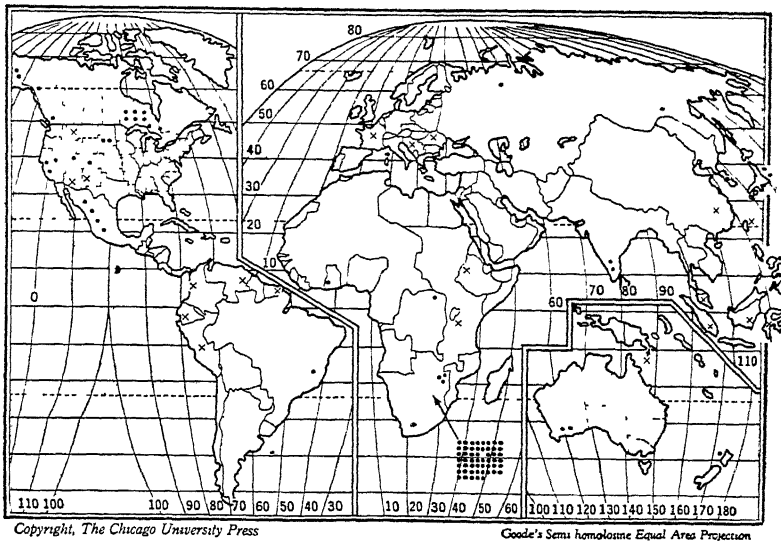 80
70
60
50
40
30
20
10
0
60 70 80 90
110
110 100 100 90 80 70 60 50 40 30 10 20 30 40 50 60 100 110 120 130 140 150 160 170 180
Copyright, The Chicago University Press
Goode's Semi homolosine Equal Area Projection